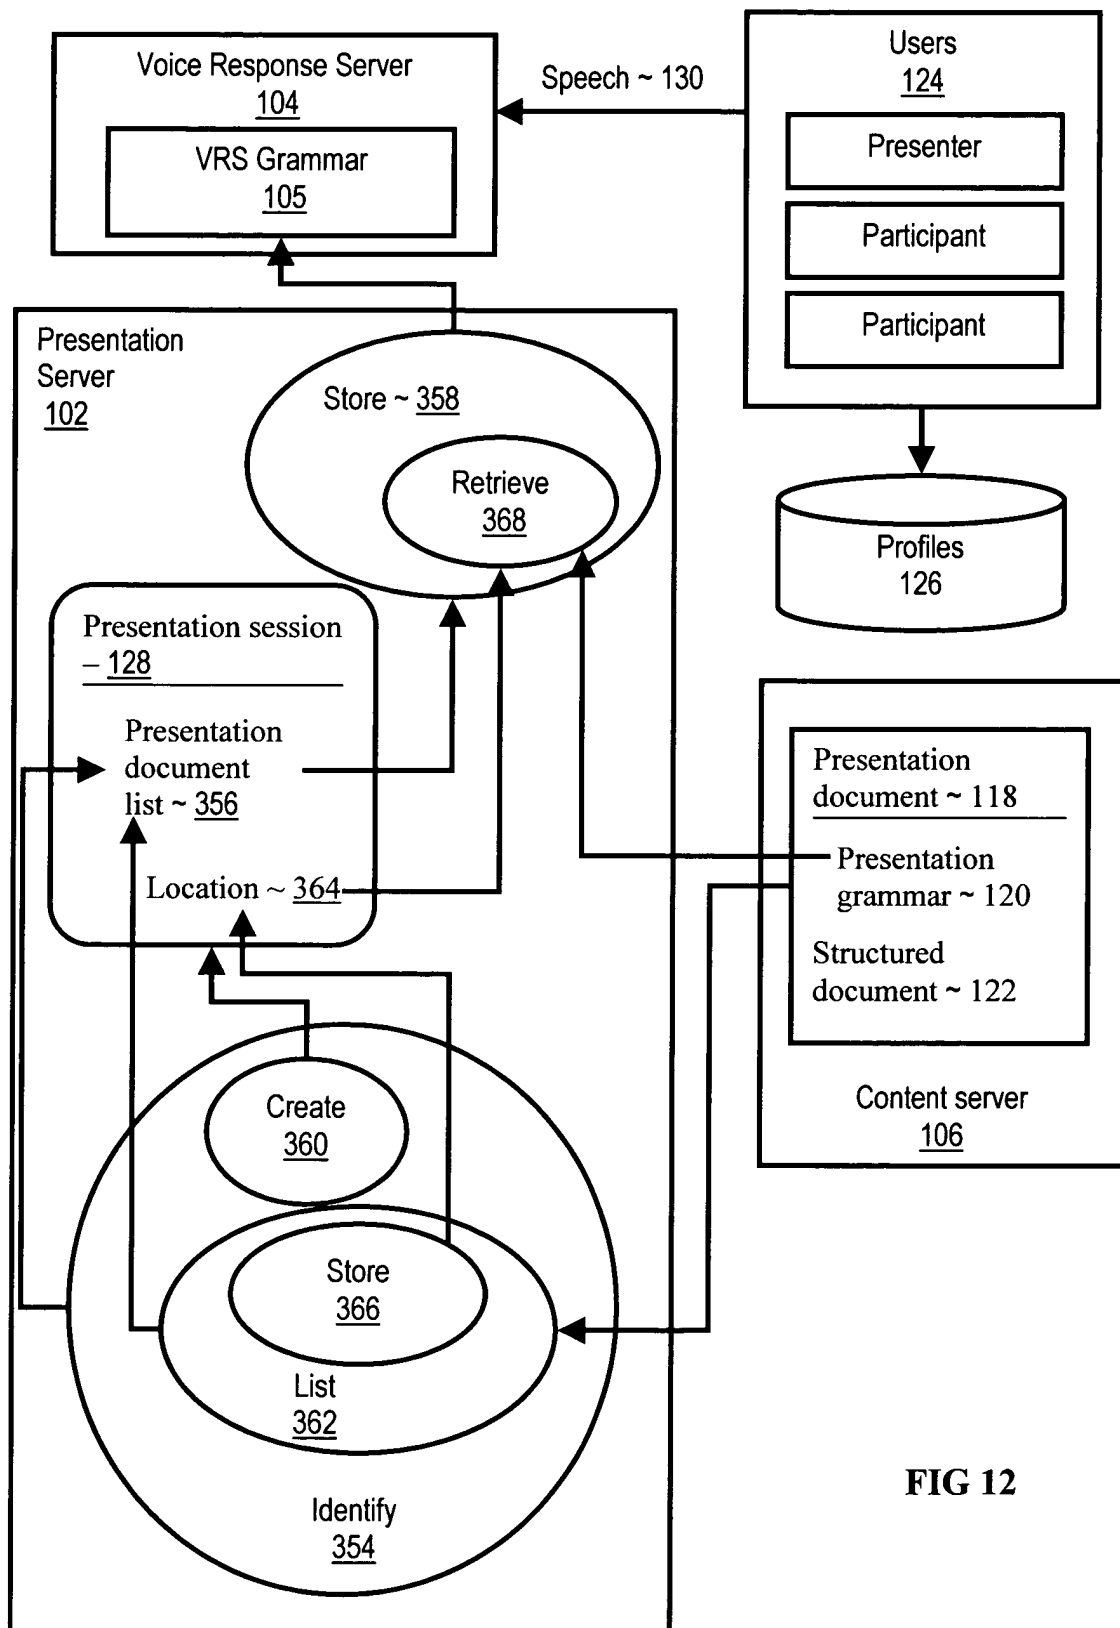 Voice Response Server
104
VRS Grammar
105
Speech ~ 130
Users
124
Presenter
Participant
Participant
Profiles
126
Presentation
Server
102
Store ~ 358
Retrieve
368
Presentation session
– 128
Presentation
document
list ~ 356
Location ~ 364
Presentation
document ~ 118
Presentation
grammar ~ 120
Structured
document ~ 122
Content server
106
Create
360
Store
366
List
362
Identify
354
FIG 12